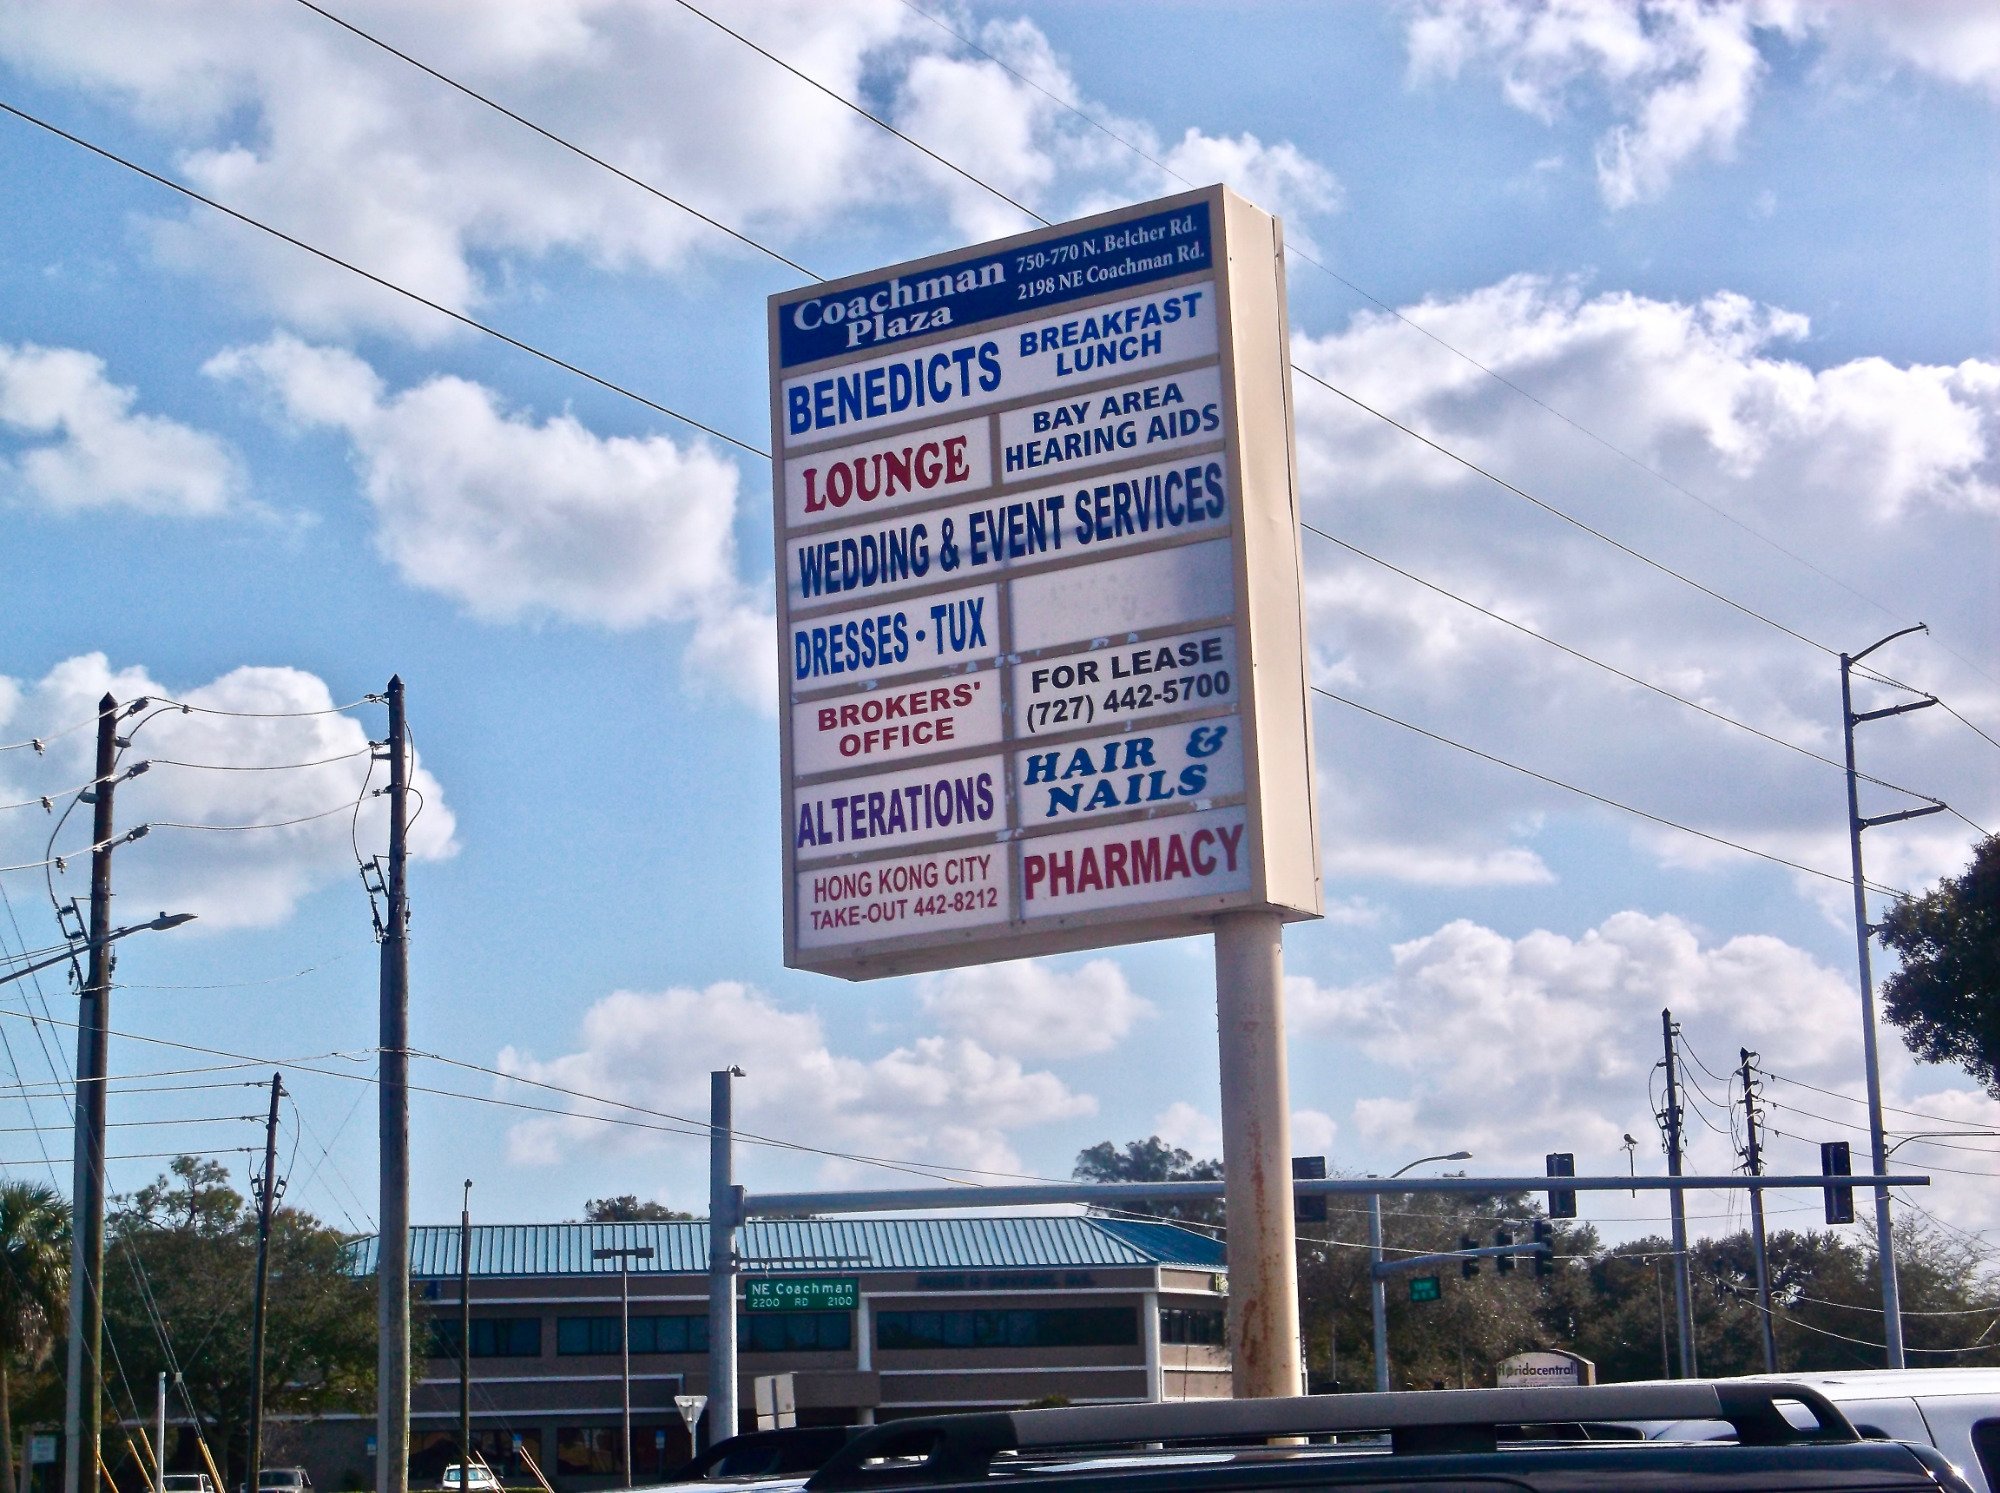 Coachman
Plaza
750-770 N. Belcher Rd.
2198 NE Coachman Rd.
BENEDICTS
BREAKFAST
LUNCH
LOUNGE
BAY AREA
HEARING AIDS
WEDDING & EVENT SERVICES
DRESSES • TUX
BROKERS'
OFFICE
FOR LEASE
(727) 442-5700
ALTERATIONS
HAIR &
NAILS
HONG KONG CITY
TAKE-OUT 442-8212
PHARMACY
NE Coachman
2200 RD 2100
floridacentral